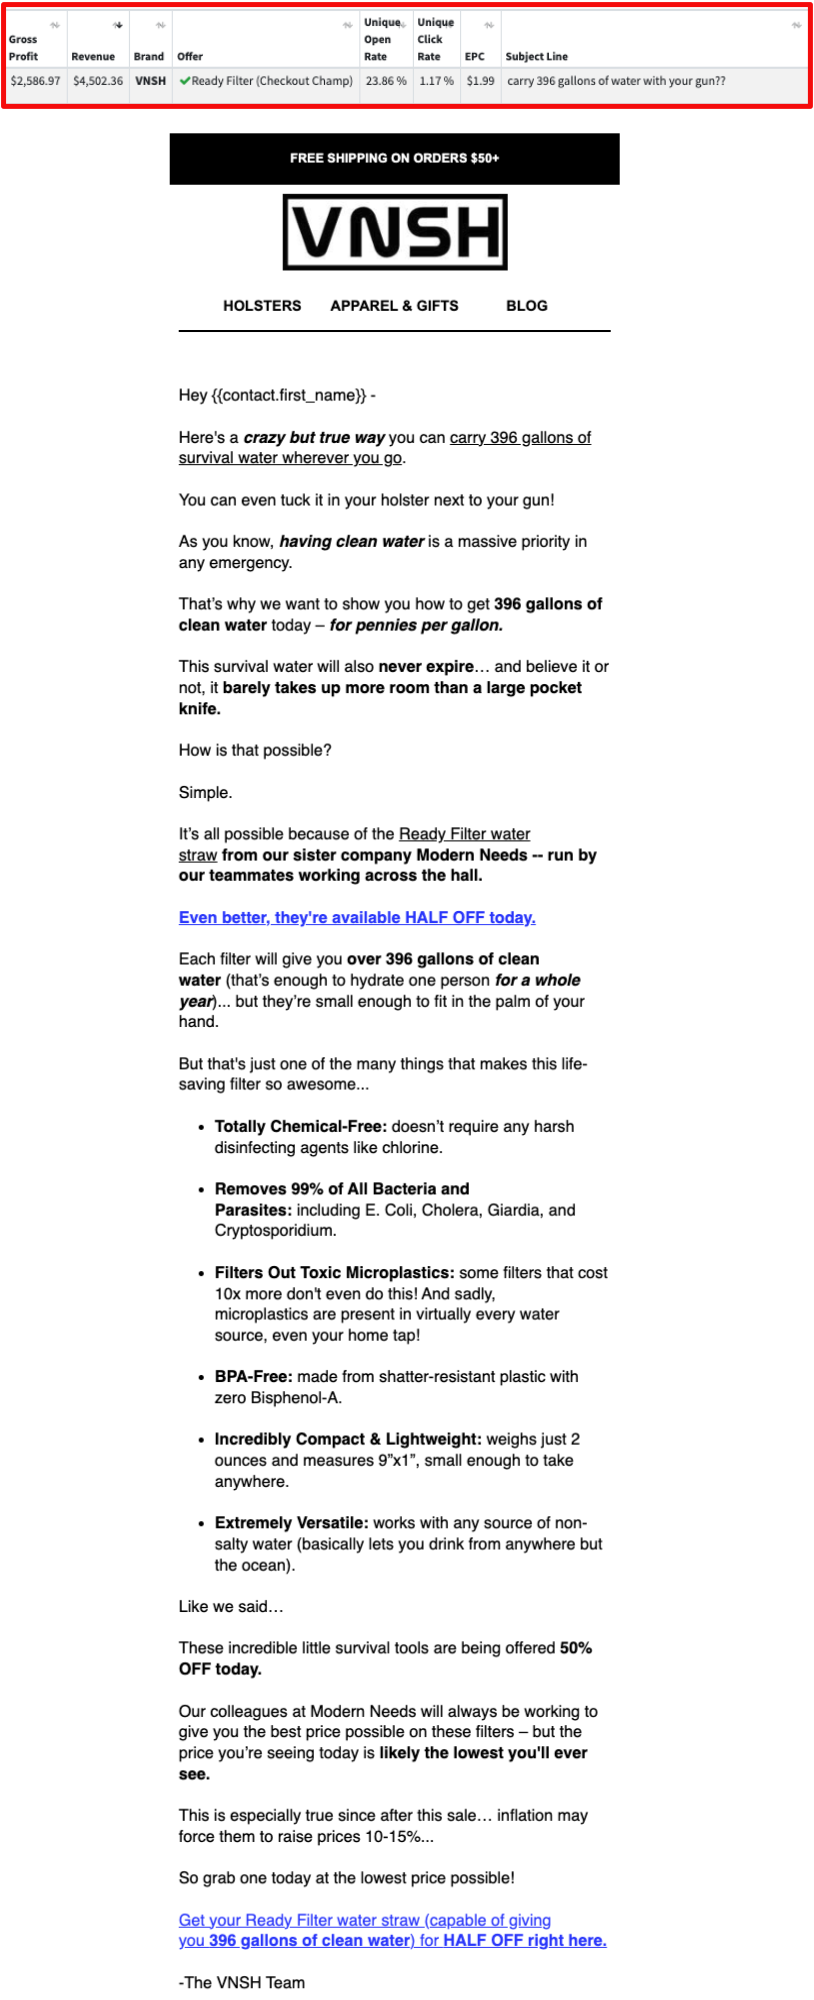 Gross Profit Revenue Brand Offer Unique Open Rate Unique Click Rate EPC Subject Line
$2,586.97 $4,502.36 VNSH ✔Ready Filter (Checkout Champ) 23.86 % 1.17 % $1.99 carry 396 gallons of water with your gun??
FREE SHIPPING ON ORDERS $50+
VNSH
HOLSTERS APPAREL & GIFTS BLOG
Hey {{contact.first_name}} -
Here's a crazy but true way you can carry 396 gallons of
survival water wherever you go.
You can even tuck it in your holster next to your gun!
As you know, having clean water is a massive priority in
any emergency.
That's why we want to show you how to get 396 gallons of
clean water today – for pennies per gallon.
This survival water will also never expire… and believe it or
not, it barely takes up more room than a large pocket
knife.
How is that possible?
Simple.
It's all possible because of the Ready Filter water
straw from our sister company Modern Needs -- run by
our teammates working across the hall.
Even better, they're available HALF OFF today.
Each filter will give you over 396 gallons of clean
water (that's enough to hydrate one person for a whole
year)... but they're small enough to fit in the palm of your
hand.
But that's just one of the many things that makes this life-
saving filter so awesome...
• Totally Chemical-Free: doesn't require any harsh
disinfecting agents like chlorine.
• Removes 99% of All Bacteria and
Parasites: including E. Coli, Cholera, Giardia, and
Cryptosporidium.
• Filters Out Toxic Microplastics: some filters that cost
10x more don't even do this! And sadly,
microplastics are present in virtually every water
source, even your home tap!
• BPA-Free: made from shatter-resistant plastic with
zero Bisphenol-A.
• Incredibly Compact & Lightweight: weighs just 2
ounces and measures 9”x1”, small enough to take
anywhere.
• Extremely Versatile: works with any source of non-
salty water (basically lets you drink from anywhere but
the ocean).
Like we said…
These incredible little survival tools are being offered 50%
OFF today.
Our colleagues at Modern Needs will always be working to
give you the best price possible on these filters – but the
price you're seeing today is likely the lowest you'll ever
see.
This is especially true since after this sale… inflation may
force them to raise prices 10-15%...
So grab one today at the lowest price possible!
Get your Ready Filter water straw (capable of giving
you 396 gallons of clean water) for HALF OFF right here.
-The VNSH Team